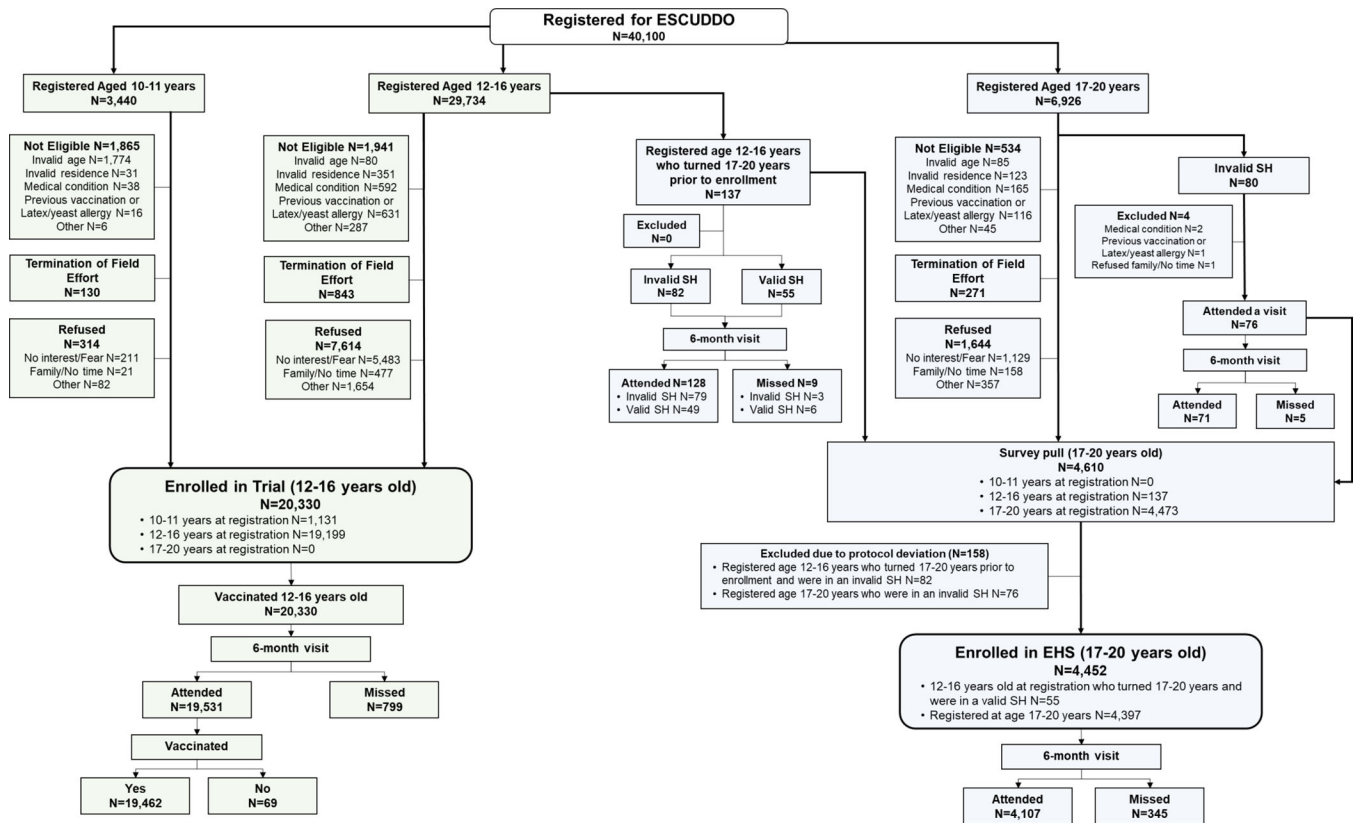 Registered for ESCUDDO
N=40,100
Registered Aged 10-11 years
N=3,440
Not Eligible N=1,865
Invalid age N=1,774
Invalid residence N=31
Medical condition N=38
Previous vaccination or
Latex/yeast allergy N=16
Other N=6
Termination of Field
Effort
N=130
Refused
N=314
No interest/Fear N=211
Family/No time N=21
Other N=82
Registered Aged 12-16 years
N=29,734
Not Eligible N=1,941
Invalid age N=80
Invalid residence N=351
Medical condition N=592
Previous vaccination or
Latex/yeast allergy N=631
Other N=287
Termination of Field
Effort
N=843
Refused
N=7,614
No interest/Fear N=5,483
Family/No time N=477
Other N=1,654
Enrolled in Trial (12-16 years old)
N=20,330
• 10-11 years at registration N=1,131
• 12-16 years at registration N=19,199
• 17-20 years at registration N=0
Vaccinated 12-16 years old
N=20,330
6-month visit
Attended
N=19,531
Missed
N=799
Vaccinated
Yes
N=19,462
No
N=69
Registered age 12-16 years
who turned 17-20 years
prior to enrollment
N=137
Excluded
N=0
Invalid SH
N=82
Valid SH
N=55
6-month visit
Attended N=128
• Invalid SH N=79
• Valid SH N=49
Missed N=9
• Invalid SH N=3
• Valid SH N=6
Registered Aged 17-20 years
N=6,926
Not Eligible N=534
Invalid age N=85
Invalid residence N=123
Medical condition N=165
Previous vaccination or
Latex/yeast allergy N=116
Other N=45
Termination of Field
Effort
N=271
Refused
N=1,644
No interest/Fear N=1,129
Family/No time N=158
Other N=357
Invalid SH
N=80
Excluded N=4
Medical condition N=2
Previous vaccination or
Latex/yeast allergy N=1
Refused family/No time N=1
Attended a visit
N=76
6-month visit
Attended
N=71
Missed
N=5
Survey pull (17-20 years old)
N=4,610
• 10-11 years at registration N=0
• 12-16 years at registration N=137
• 17-20 years at registration N=4,473
Excluded due to protocol deviation (N=158)
• Registered age 12-16 years who turned 17-20 years prior to
enrollment and were in an invalid SH N=82
• Registered age 17-20 years who were in an invalid SH N=76
Enrolled in EHS (17-20 years old)
N=4,452
• 12-16 years old at registration who turned 17-20 years and
were in a valid SH N=55
• Registered at age 17-20 years N=4,397
6-month visit
Attended
N=4,107
Missed
N=345